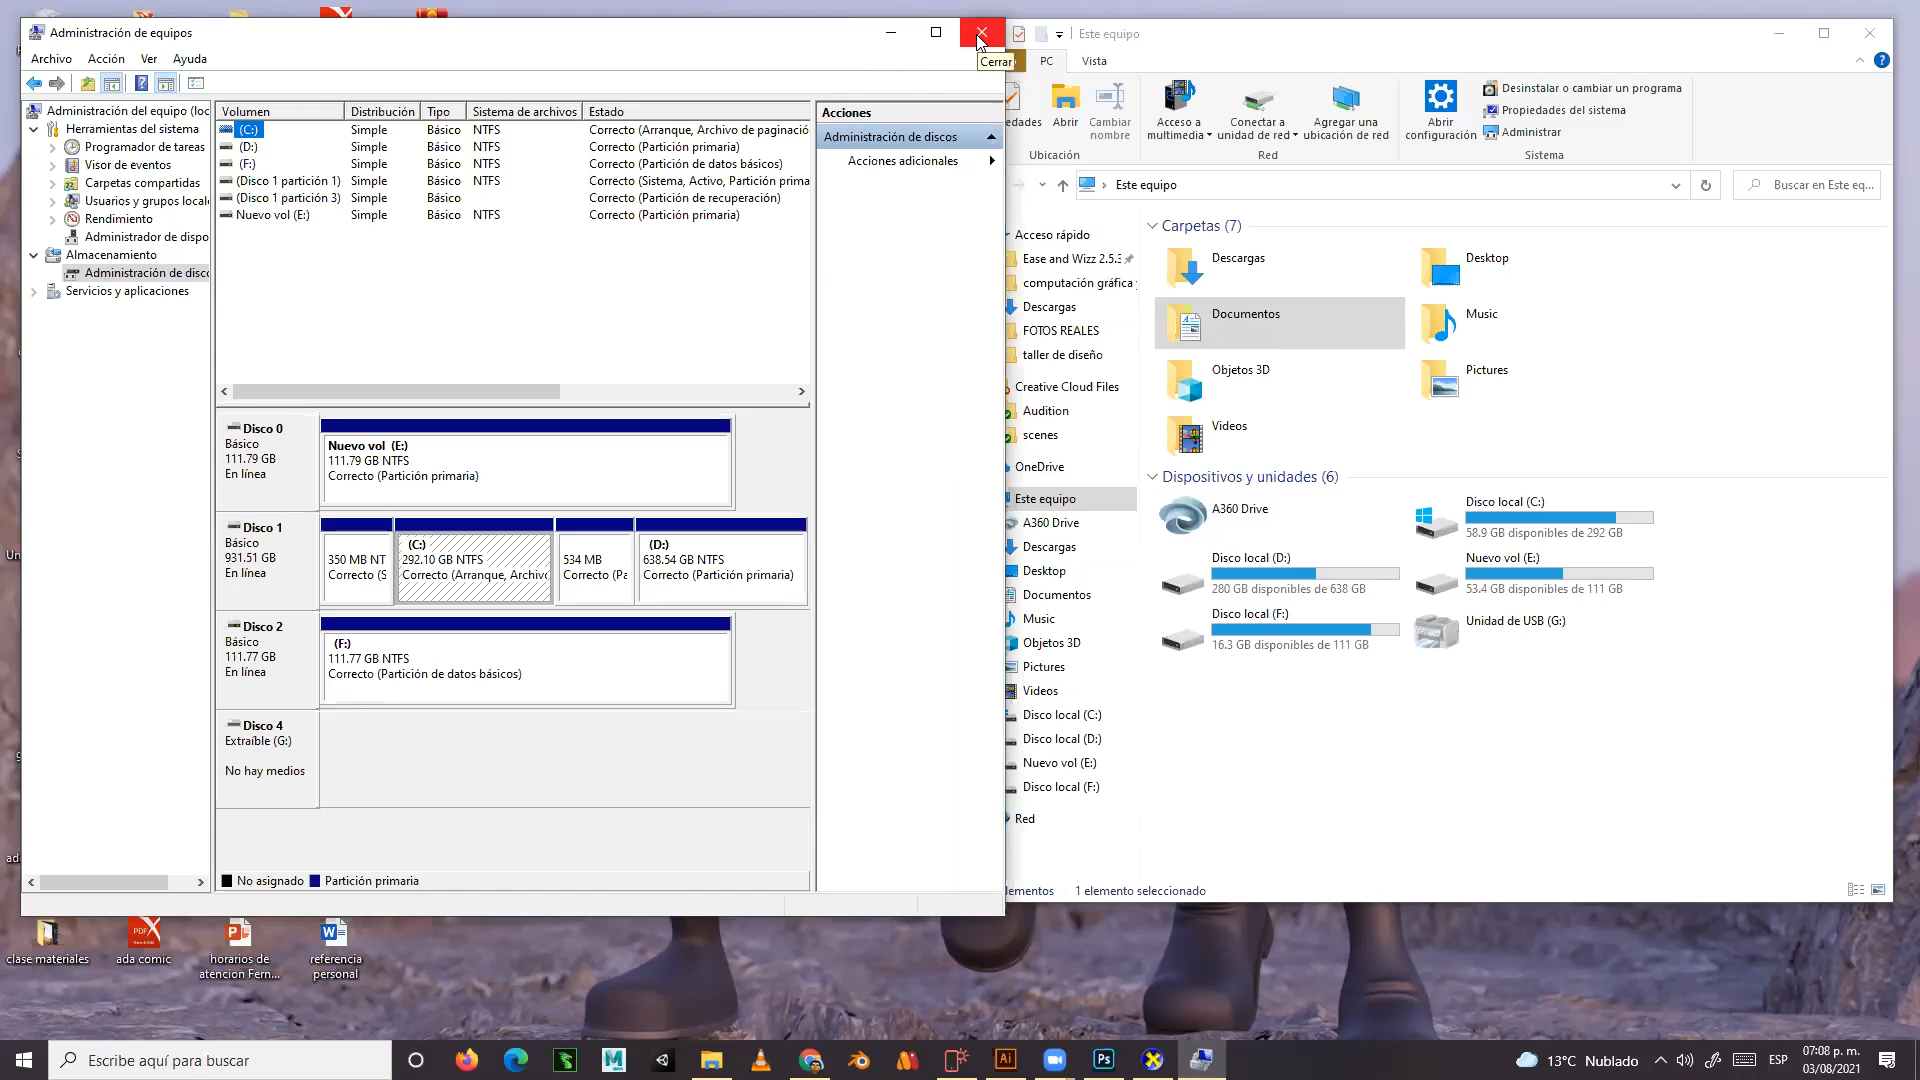 Administración de equipos
Archivo Acción Ver Ayuda
Administración del equipo (loc
Herramientas del sistema
Programador de tareas
Visor de eventos
Carpetas compartidas
Usuarios y grupos locale
Rendimiento
Administrador de dispo
Almacenamiento
Administración de disco
Servicios y aplicaciones
Volumen Distribución Tipo Sistema de archivos Estado
(C:) Simple Básico NTFS Correcto (Arranque, Archivo de paginació
(D:) Simple Básico NTFS Correcto (Partición primaria)
(F:) Simple Básico NTFS Correcto (Partición de datos básicos)
(Disco 1 partición 1) Simple Básico NTFS Correcto (Sistema, Activo, Partición prima
(Disco 1 partición 3) Simple Básico Correcto (Partición de recuperación)
Nuevo vol (E:) Simple Básico NTFS Correcto (Partición primaria)
Disco 0
Básico
111.79 GB
En línea
Nuevo vol (E:)
111.79 GB NTFS
Correcto (Partición primaria)
Disco 1
Básico
931.51 GB
En línea
350 MB NT
Correcto (S
(C:)
292.10 GB NTFS
Correcto (Arranque, Archivo
534 MB
Correcto (Pa
(D:)
638.54 GB NTFS
Correcto (Partición primaria)
Disco 2
Básico
111.77 GB
En línea
(F:)
111.77 GB NTFS
Correcto (Partición de datos básicos)
Disco 4
Extraíble (G:)
No hay medios
No asignado Partición primaria
Acciones
Administración de discos
Acciones adicionales
Cerrar
Este equipo
PC Vista
edades
Abrir
Cambiar
nombre
Ubicación
Acceso a
multimedia
Conectar a
unidad de red
Agregar una
ubicación de red
Red
Abrir
configuración
Desinstalar o cambiar un programa
Propiedades del sistema
Administrar
Sistema
Este equipo
Buscar en Este eq...
Acceso rápido
Ease and Wizz 2.5.3
computación gráfica y
Descargas
FOTOS REALES
taller de diseño
Creative Cloud Files
Audition
scenes
OneDrive
Este equipo
A360 Drive
Descargas
Desktop
Documentos
Music
Objetos 3D
Pictures
Videos
Disco local (C:)
Disco local (D:)
Nuevo vol (E:)
Disco local (F:)
Red
Carpetas (7)
Descargas
Desktop
Documentos
Music
Objetos 3D
Pictures
Videos
Dispositivos y unidades (6)
A360 Drive
Disco local (C:)
58.9 GB disponibles de 292 GB
Disco local (D:)
280 GB disponibles de 638 GB
Nuevo vol (E:)
53.4 GB disponibles de 111 GB
Disco local (F:)
16.3 GB disponibles de 111 GB
Unidad de USB (G:)
ementos 1 elemento seleccionado
clase materiales
ada comic
horarios de
atencion Fern...
referencia
personal
Escribe aquí para buscar
13°C Nublado
ESP
07:08 p. m.
03/08/2021